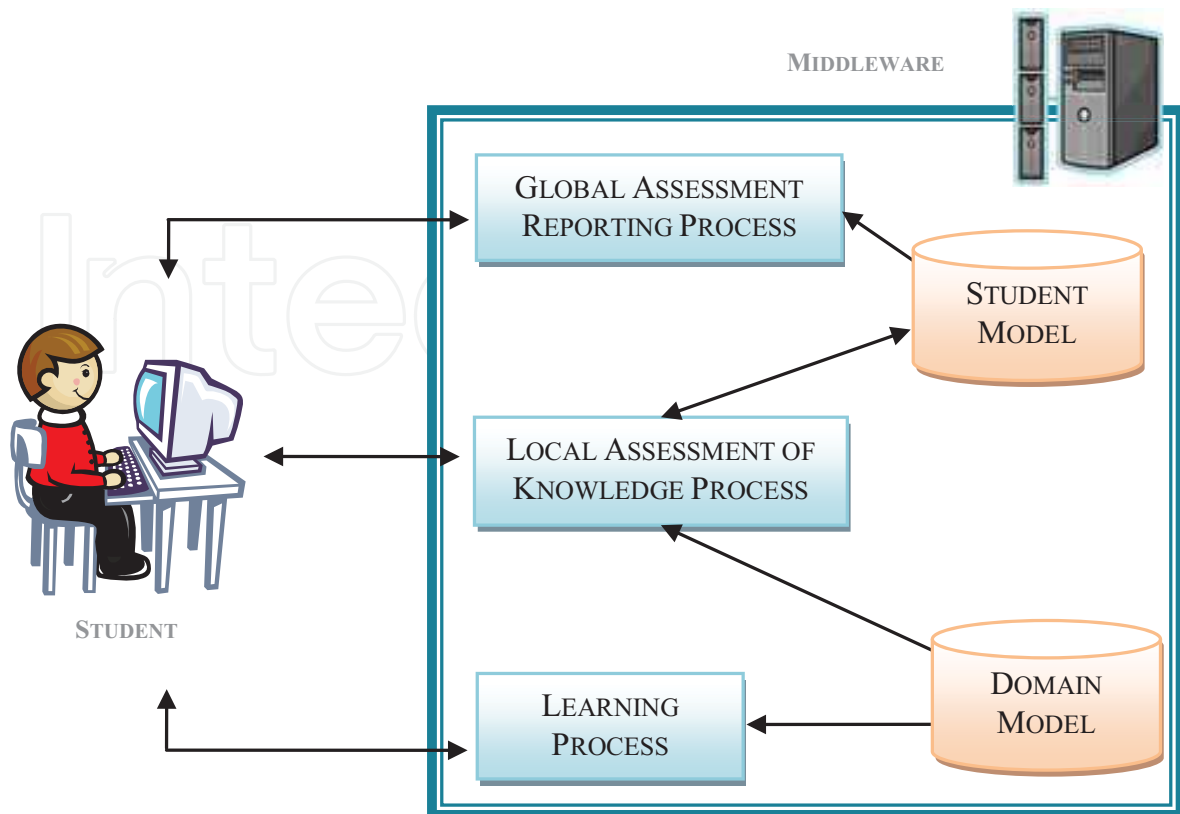 MIDDLEWARE
GLOBAL ASSESSMENT
REPORTING PROCESS
STUDENT
MODEL
LOCAL ASSESSMENT OF
KNOWLEDGE PROCESS
STUDENT
LEARNING
PROCESS
DOMAIN
MODEL